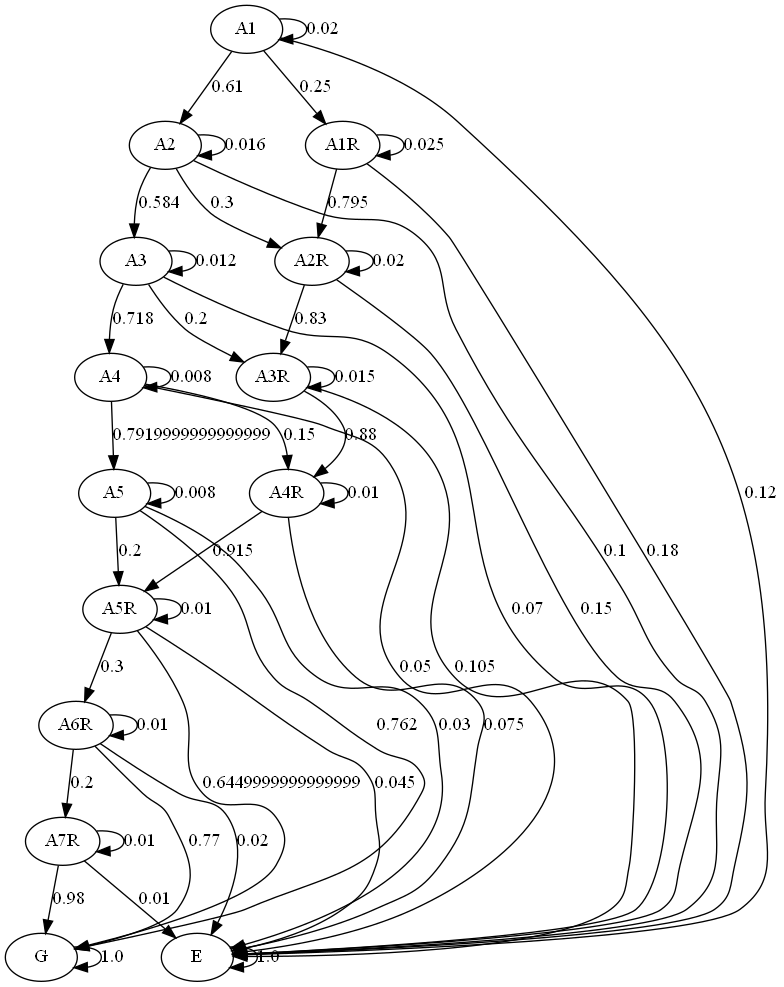 A1 0.02
0.61 0.25
A2 0.016 A1R 0.025
0.584 0.3 0.795
A3 0.012 A2R 0.02
0.718 0.2 0.83
A4 0.008 A3R 0.015
0.7919999999999999 0.15 0.88
A5 0.008 A4R 0.01 0.12
0.2 0.915 0.1 0.18
A5R 0.01 0.07 0.15
0.3 0.05 0.105
A6R 0.01 0.762 0.03 0.075
0.2 0.6449999999999999 0.045
A7R 0.01 0.77 0.02
0.98 0.01
G 1.0 E 1.0